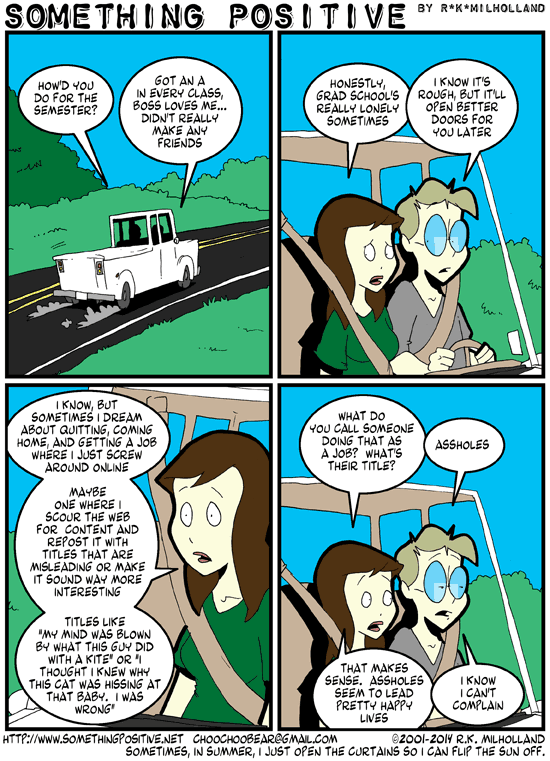 SOMETHING POSITIVE BY R*K*MILHOLLAND
HOW'D YOU
DO FOR THE
SEMESTER?
GOT AN A
IN EVERY CLASS,
BOSS LOVES ME...
DIDN'T REALLY
MAKE ANY
FRIENDS
HONESTLY,
GRAD SCHOOL'S
REALLY LONELY
SOMETIMES
I KNOW IT'S
ROUGH, BUT IT'LL
OPEN BETTER
DOORS FOR
YOU LATER
I KNOW, BUT
SOMETIMES I DREAM
ABOUT QUITTING, COMING
HOME, AND GETTING A JOB
WHERE I JUST SCREW
AROUND ONLINE
MAYBE
ONE WHERE I
SCOUR THE WEB
FOR CONTENT AND
REPOST IT WITH
TITLES THAT ARE
MISLEADING OR MAKE
IT SOUND WAY MORE
INTERESTING
TITLES LIKE
"MY MIND WAS BLOWN
BY WHAT THIS GUY DID
WITH A KITE" OR "I
THOUGHT I KNEW WHY
THIS CAT WAS HISSING AT
THAT BABY. I WAS
WRONG"
WHAT DO
YOU CALL SOMEONE
DOING THAT AS
A JOB? WHAT'S
THEIR TITLE?
ASSHOLES
THAT MAKES
SENSE. ASSHOLES
SEEM TO LEAD
PRETTY HAPPY
LIVES
I KNOW
I CAN'T
COMPLAIN
HTTP://WWW.SOMETHINGPOSITIVE.NET CHOOCHOOBEAR@GMAIL.COM ©2001-2014 R.K. MILHOLLAND
SOMETIMES, IN SUMMER, I JUST OPEN THE CURTAINS SO I CAN FLIP THE SUN OFF.